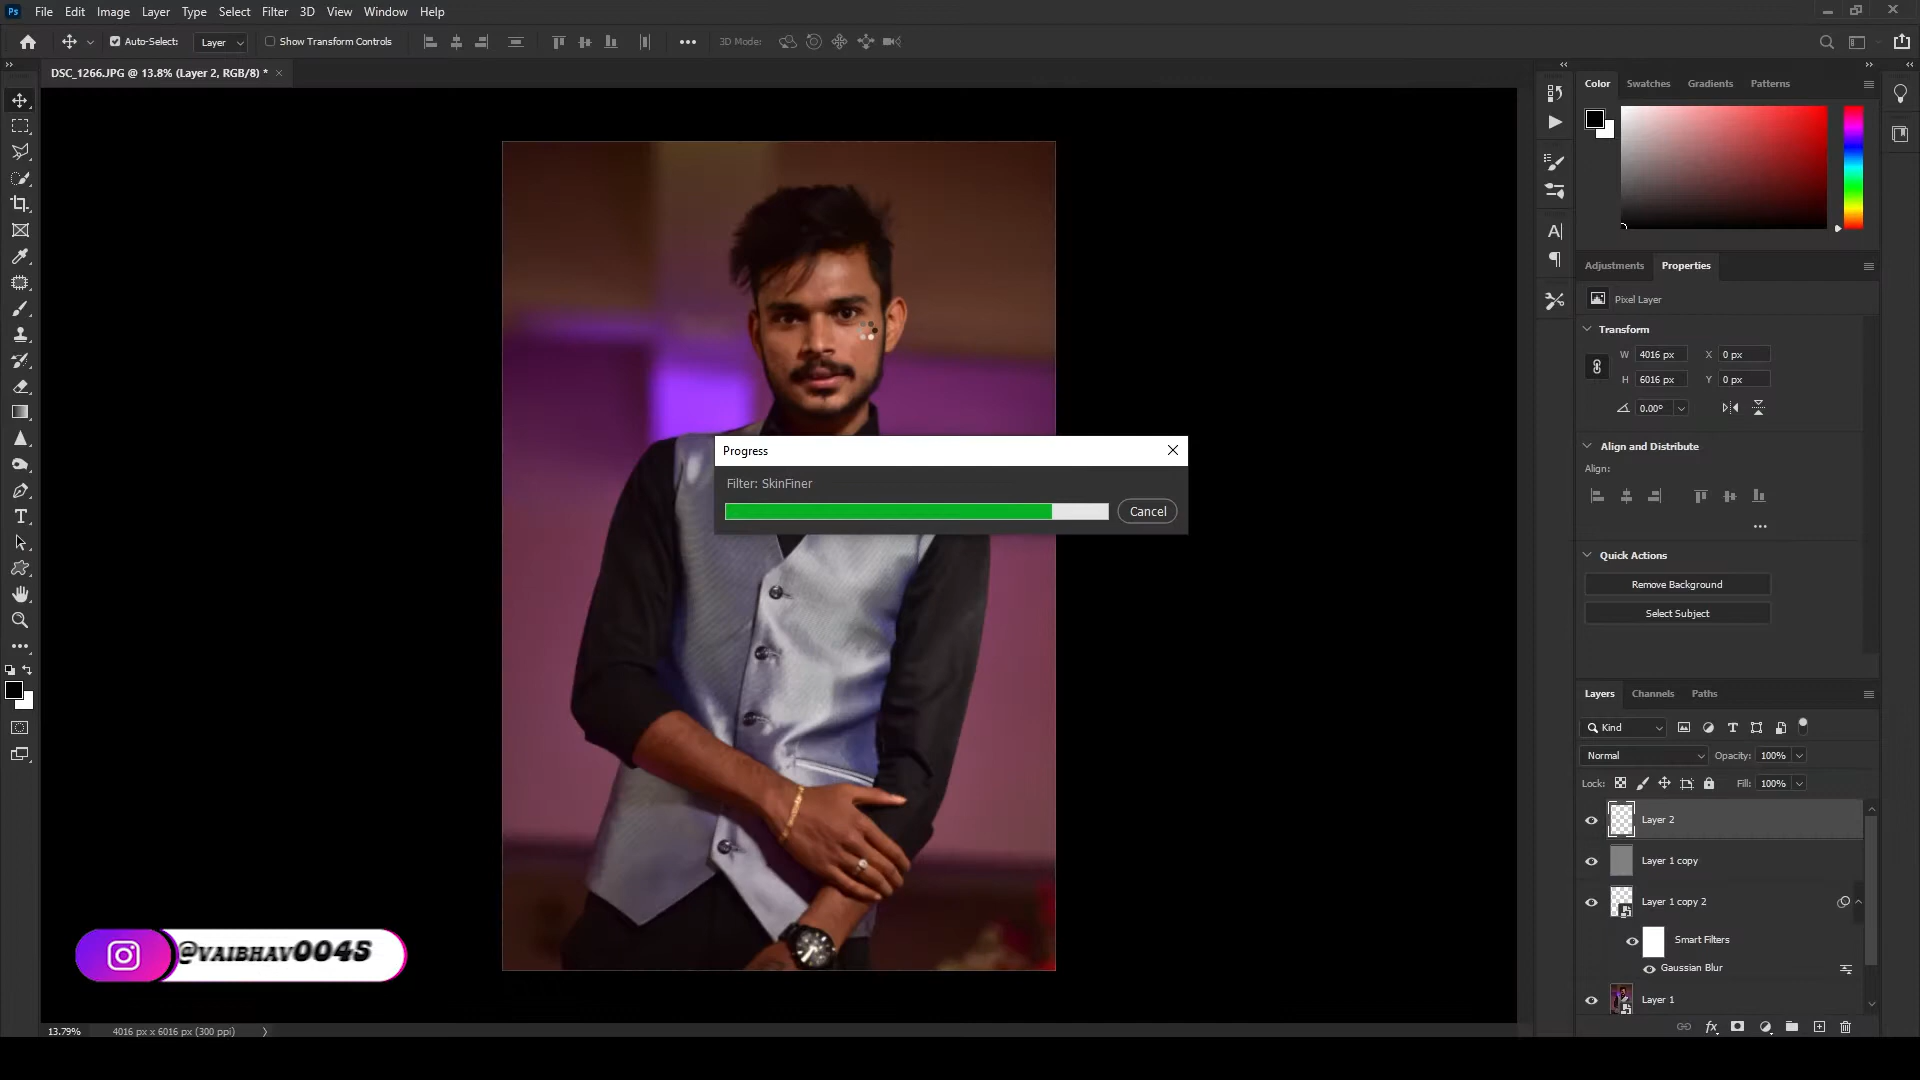 Ps File Edit Image Layer Type Select Filter 3D View Window Help
Auto-Select: Layer Show Transform Controls 3D Mode:
DSC_1266.JPG @ 13.8% (Layer 2, RGB/8) *
Color Swatches Gradients Patterns
Adjustments Properties
Pixel Layer
Transform
W 4016 px X 0 px
H 6016 px Y 0 px
0.00°
Align and Distribute
Align:
Quick Actions
Remove Background
Select Subject
Progress
Filter: SkinFiner
Cancel
Layers Channels Paths
Kind
Normal Opacity: 100%
Lock: Fill: 100%
Layer 2
Layer 1 copy
Layer 1 copy 2
Smart Filters
Gaussian Blur
Layer 1
fx
@VAIBHAV0045
13.79% 4016 px x 6016 px (300 ppi)